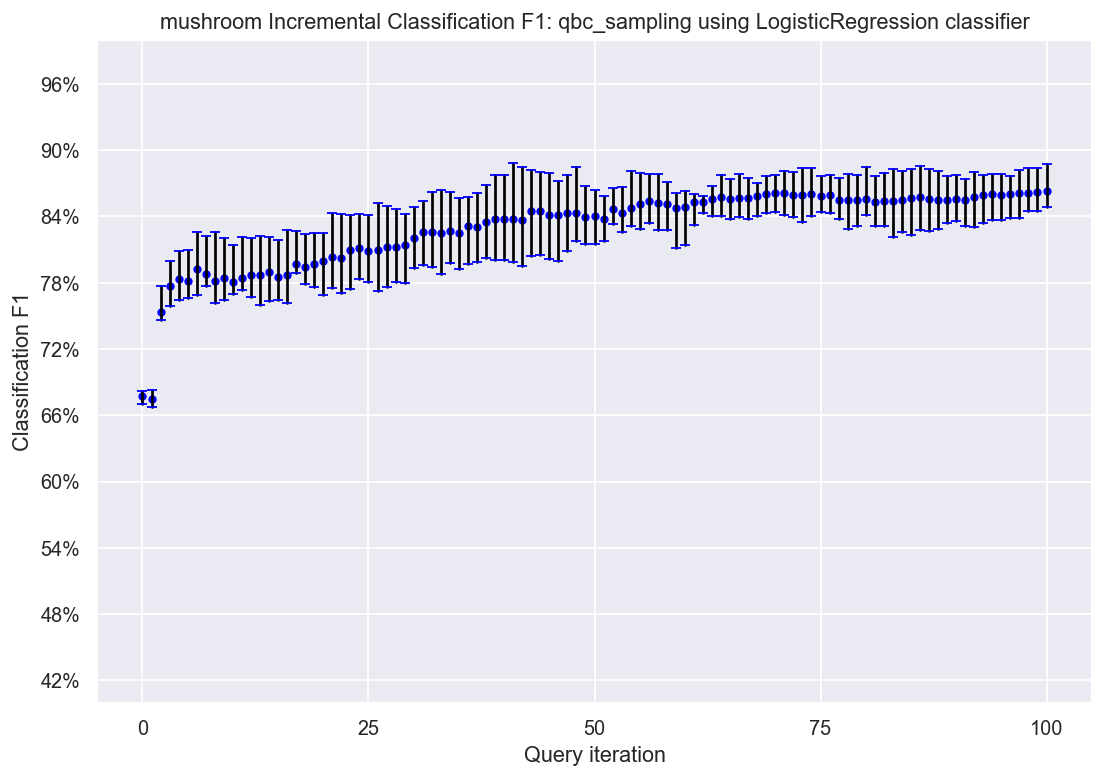 mushroom Incremental Classification F1: qbc_sampling using LogisticRegression classifier
Classification F1
96%
90%
84%
78%
72%
66%
60%
54%
48%
42%
0 25 50 75 100
Query iteration